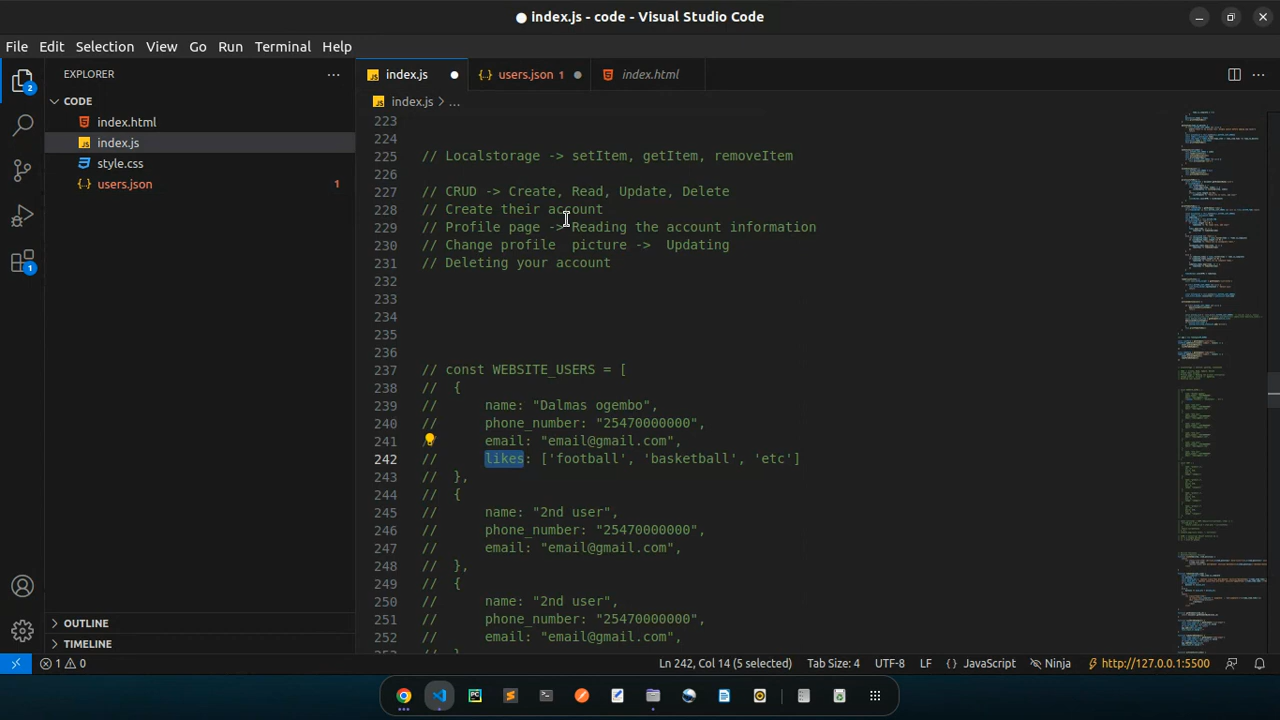 index.js - code - Visual Studio Code
File Edit Selection View Go Run Terminal Help
EXPLORER
index.js
users.json 1
index.html
CODE
index.js > ...
index.html
index.js
style.css
users.json 1
2
1
223
224
225 // Localstorage -> setItem, getItem, removeItem
226
227 // CRUD -> Create, Read, Update, Delete
228 // Create their account
229 // Profile page -> Reading the account information
230 // Change profile  picture ->  Updating
231 // Deleting your account
232
233
234
235
236
237 // const WEBSITE_USERS = [
238 //  {
239 //      name: "Dalmas ogembo",
240 //      phone_number: "25470000000",
241 //      email: "email@gmail.com",
242 //      likes: ['football', 'basketball', 'etc']
243 //  },
244 //  {
245 //      name: "2nd user",
246 //      phone_number: "25470000000",
247 //      email: "email@gmail.com",
248 //  },
249 //  {
250 //      name: "2nd user",
251 //      phone_number: "25470000000",
252 //      email: "email@gmail.com",
OUTLINE
TIMELINE
1 0 Ln 242, Col 14 (5 selected) Tab Size: 4 UTF-8 LF {} JavaScript Ninja http://127.0.0.1:5500